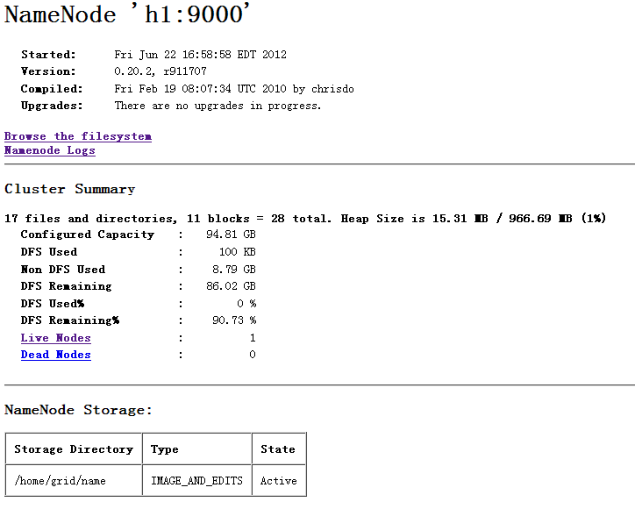 NameNode 'h1:9000'
Started: Fri Jun 22 16:58:58 EDT 2012
Version: 0.20.2, r911707
Compiled: Fri Feb 19 08:07:34 UTC 2010 by chrisdo
Upgrades: There are no upgrades in progress.
Browse the filesystem
Namenode Logs
Cluster Summary
17 files and directories, 11 blocks = 28 total. Heap Size is 15.31 MB / 966.69 MB (1%)
Configured Capacity : 94.81 GB
DFS Used : 100 KB
Non DFS Used : 8.79 GB
DFS Remaining : 86.02 GB
DFS Used% : 0 %
DFS Remaining% : 90.73 %
Live Nodes : 1
Dead Nodes : 0
NameNode Storage:
Storage Directory Type State
/home/grid/name IMAGE_AND_EDITS Active